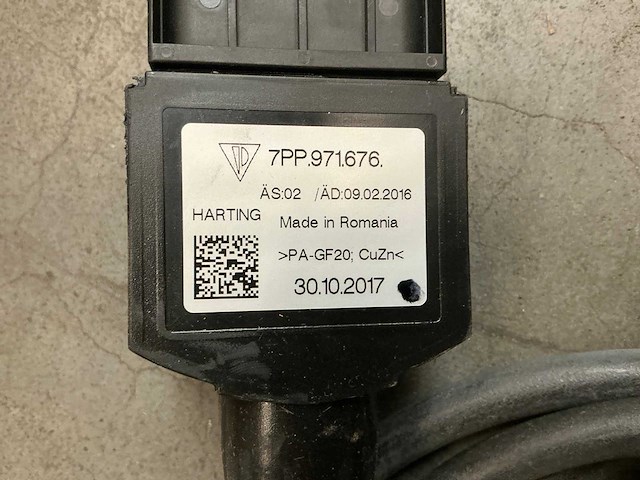 7PP.971.676.
ÄS:02 /ÄD:09.02.2016
HARTING
Made in Romania
>PA-GF20; CuZn<
30.10.2017